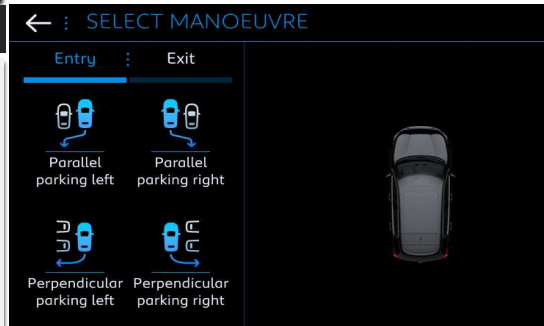 SELECT MANOEUVRE
Entry
Exit
Parallel
parking left
Parallel
parking right
Perpendicular
parking left
Perpendicular
parking right